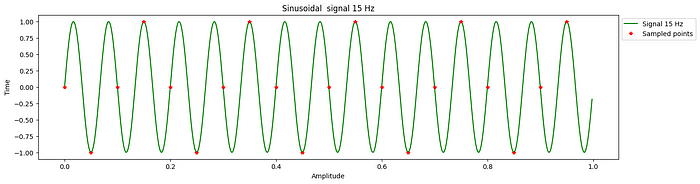 Sinusoidal signal 15 Hz
Signal 15 Hz
Sampled points
1.00
0.75
0.50
0.25
0.00
−0.25
−0.50
−0.75
−1.00
Time
0.0 0.2 0.4 0.6 0.8 1.0
Amplitude